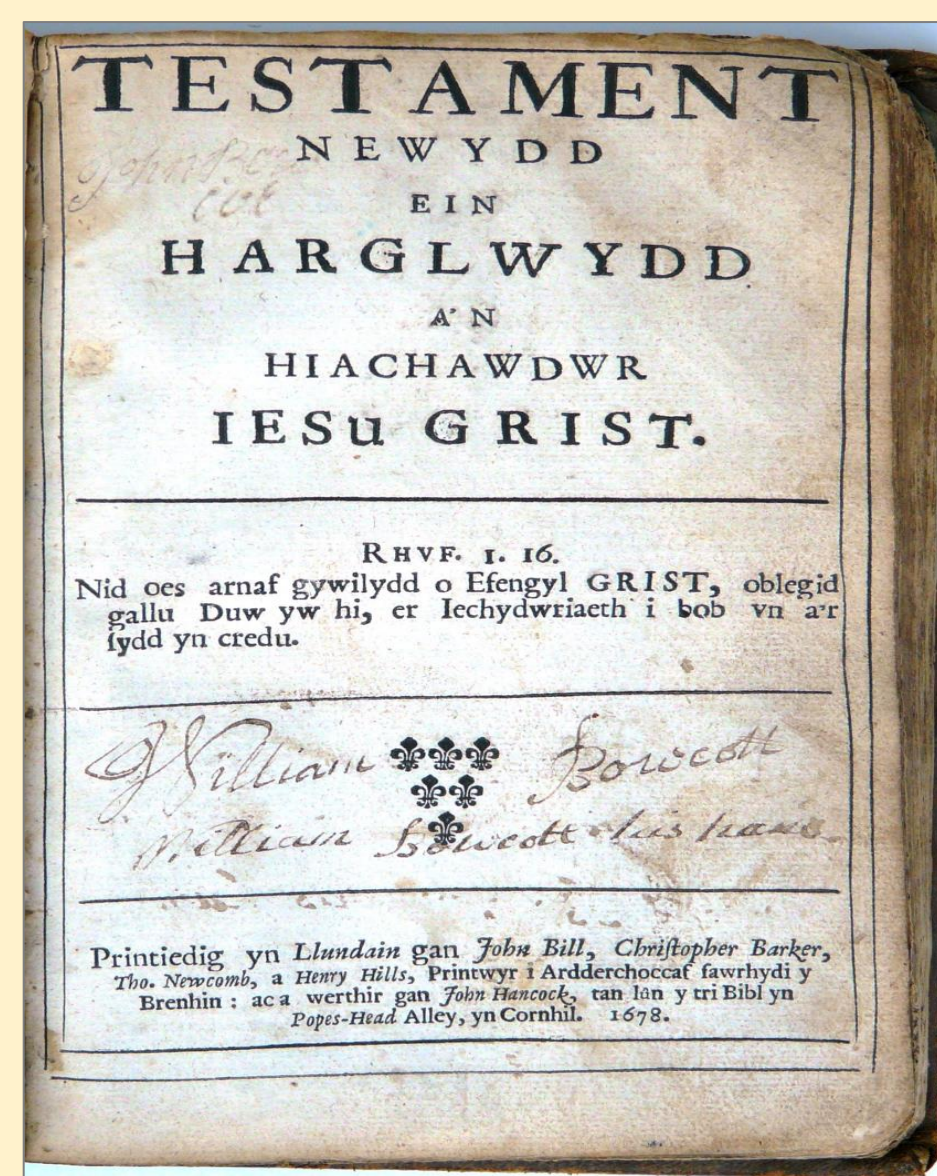 TESTAMENT
NEWYDD
EIN
HARGLWYDD
A'N
HIACHAWDWR
IESu GRIST.
RHVF. 1. 16.
Nid oes arnaf gywilydd o Efengyl GRIST, oblegid
gallu Duw yw hi, er Iechydwriaeth i bob vn a'r
ſydd yn credu.
William Bowcott
William Bowcott his
Printiedig yn Llundain gan John Bill, Chriſtopher Barker,
Tho. Newcomb, a Henry Hills, Printwyr i Ardderchoccaf fawrhydi y
Brenhin : ac a werthir gan John Hancock, tan lûn y tri Bibl yn
Popes-Head Alley, yn Cornhil. 1678.